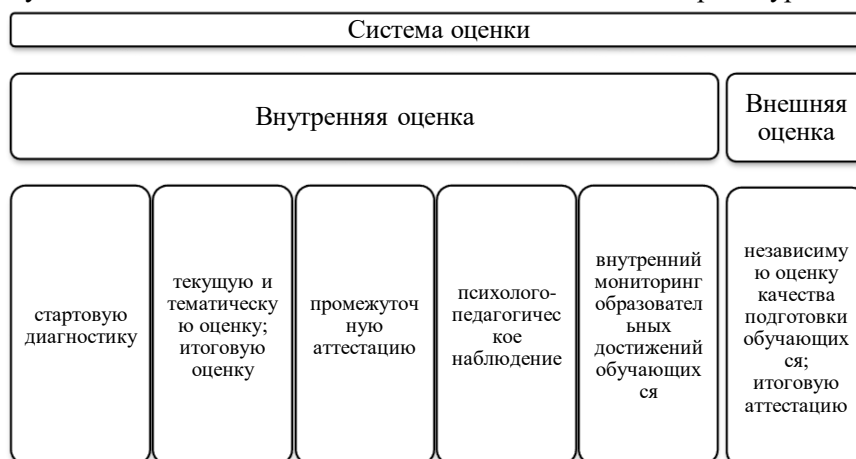 Система оценки
Внутренняя оценка
Внешняя
оценка
стартовую
диагностику
текущую и
тематическу
ю оценку;
итоговую
оценку
промежуточ
ную
аттестацию
психолого-
педагогичес
кое
наблюдение
внутренний
мониторинг
образовател
ьных
достижений
обучающих
ся
независиму
ю оценку
качества
подготовки
обучающих
ся;
итоговую
аттестацию